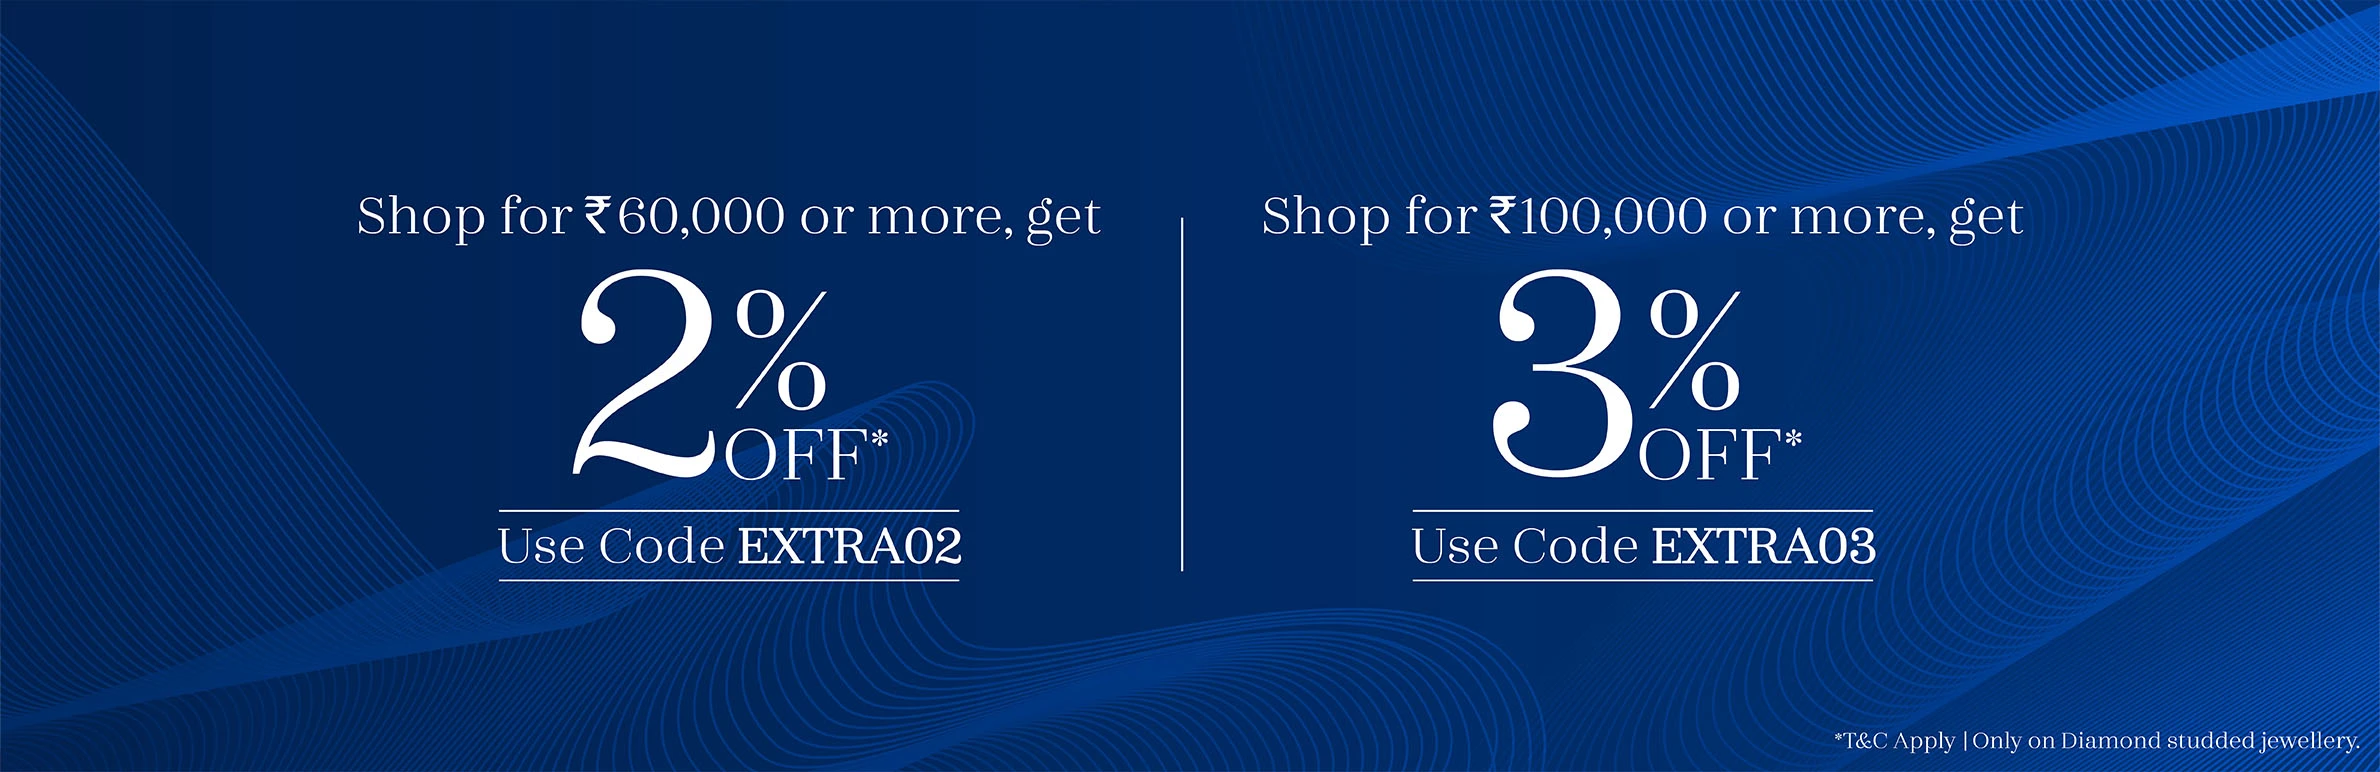 Shop for ₹60,000 or more, get
2%
OFF*
Use Code EXTRA02
Shop for ₹100,000 or more, get
3%
OFF*
Use Code EXTRA03
*T&C Apply | Only on Diamond studded jewellery.